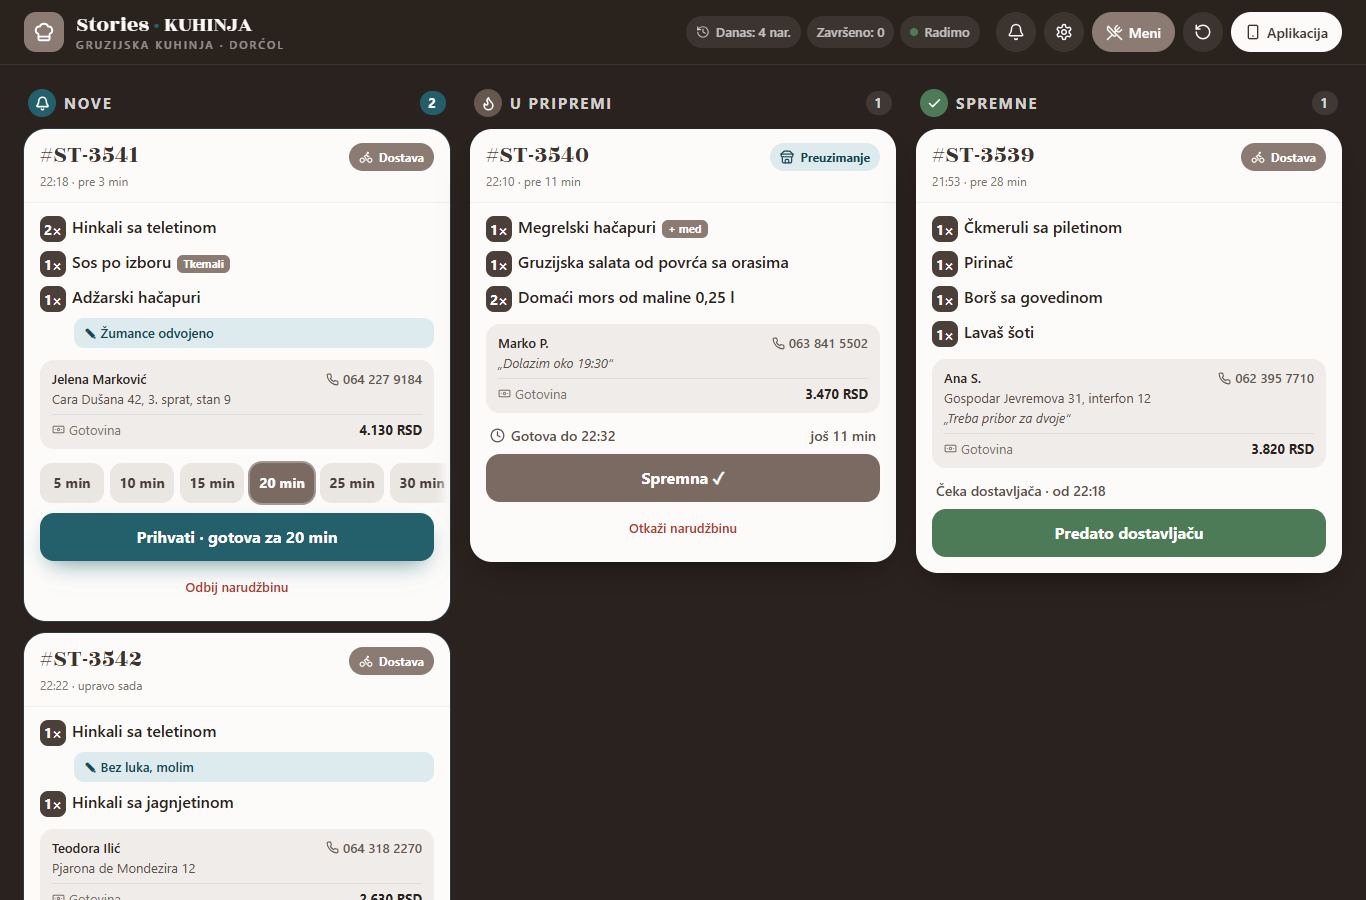 Stories · KUHINJA
GRUZIJSKA KUHINJA · DORĆOL
Danas: 4 nar.
Završeno: 0
Radimo
Meni
Aplikacija
NOVE
2
#ST-3541
Dostava
22:18 · pre 3 min
2× Hinkali sa teletinom
1× Sos po izboru Tkemali
1× Adžarski hačapuri
Žumance odvojeno
Jelena Marković
064 227 9184
Cara Dušana 42, 3. sprat, stan 9
Gotovina
4.130 RSD
5 min
10 min
15 min
20 min
25 min
30 min
Prihvati · gotova za 20 min
Odbij narudžbinu
#ST-3542
Dostava
22:22 · upravo sada
1× Hinkali sa teletinom
Bez luka, molim
1× Hinkali sa jagnjetinom
Teodora Ilić
064 318 2270
Pjarona de Mondezira 12
Gotovina
2.630 RSD
U PRIPREMI
1
#ST-3540
Preuzimanje
22:10 · pre 11 min
1× Megrelski hačapuri + med
1× Gruzijska salata od povrća sa orasima
2× Domaći mors od maline 0,25 l
Marko P.
063 841 5502
„Dolazim oko 19:30“
Gotovina
3.470 RSD
Gotova do 22:32
još 11 min
Spremna ✓
Otkaži narudžbinu
SPREMNE
1
#ST-3539
Dostava
21:53 · pre 28 min
1× Čkmeruli sa piletinom
1× Pirinač
1× Borš sa govedinom
1× Lavaš šoti
Ana S.
062 395 7710
Gospodar Jevremova 31, interfon 12
„Treba pribor za dvoje“
Gotovina
3.820 RSD
Čeka dostavljača · od 22:18
Predato dostavljaču